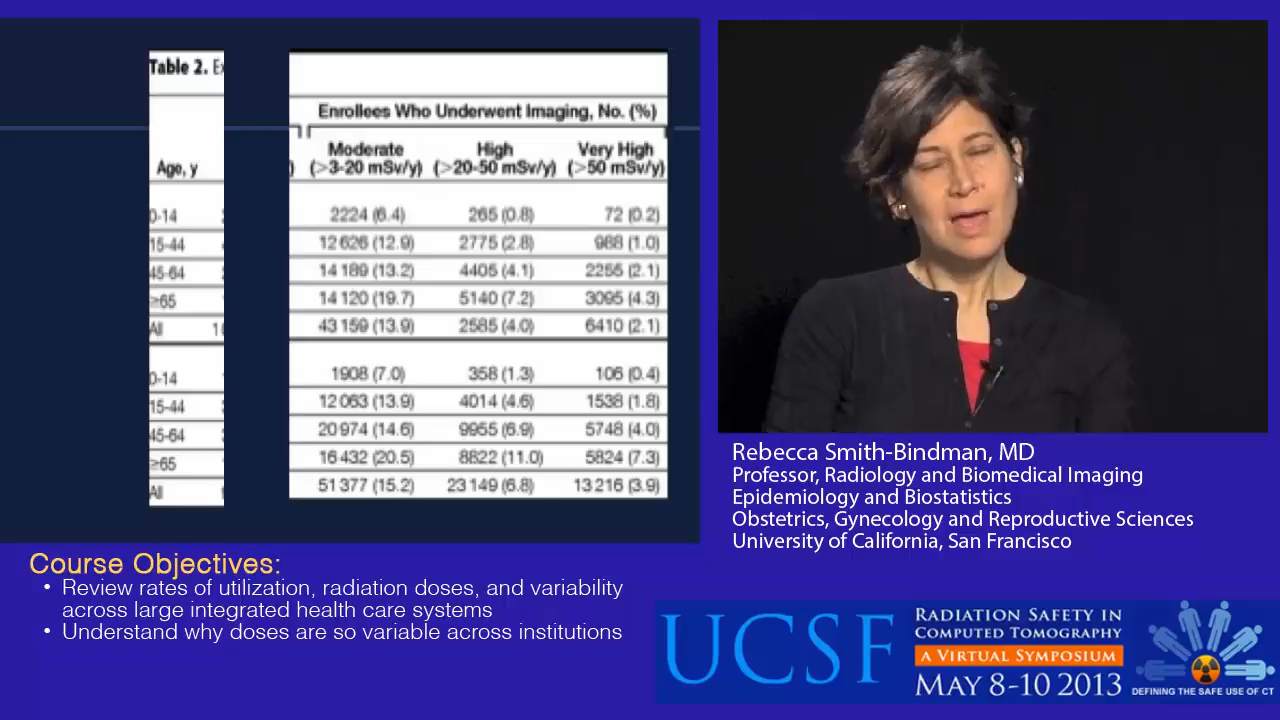 Table 2. Ex
Enrollees Who Underwent Imaging, No. (%)
Moderate High Very High
Age, y ) (>3-20 mSv/y) (>20-50 mSv/y) (>50 mSv/y)
0-14 2224 (6.4) 265 (0.8) 72 (0.2)
15-44 12 626 (12.9) 2775 (2.8) 988 (1.0)
45-64 14 189 (13.2) 4405 (4.1) 2255 (2.1)
≥65 14 120 (19.7) 5140 (7.2) 3095 (4.3)
All 10 43 159 (13.9) 2585 (4.0) 6410 (2.1)
0-14 1908 (7.0) 358 (1.3) 106 (0.4)
15-44 12 063 (13.9) 4014 (4.6) 1538 (1.8)
45-64 20 974 (14.6) 9955 (6.9) 5748 (4.0)
≥65 16 432 (20.5) 8822 (11.0) 5824 (7.3)
All 51 377 (15.2) 23 149 (6.8) 13 216 (3.9)
Rebecca Smith-Bindman, MD
Professor, Radiology and Biomedical Imaging
Epidemiology and Biostatistics
Obstetrics, Gynecology and Reproductive Sciences
University of California, San Francisco
Course Objectives:
• Review rates of utilization, radiation doses, and variability
across large integrated health care systems
• Understand why doses are so variable across institutions
UCSF
RADIATION SAFETY IN
COMPUTED TOMOGRAPHY
A VIRTUAL SYMPOSIUM
MAY 8-10 2013
DEFINING THE SAFE USE OF CT